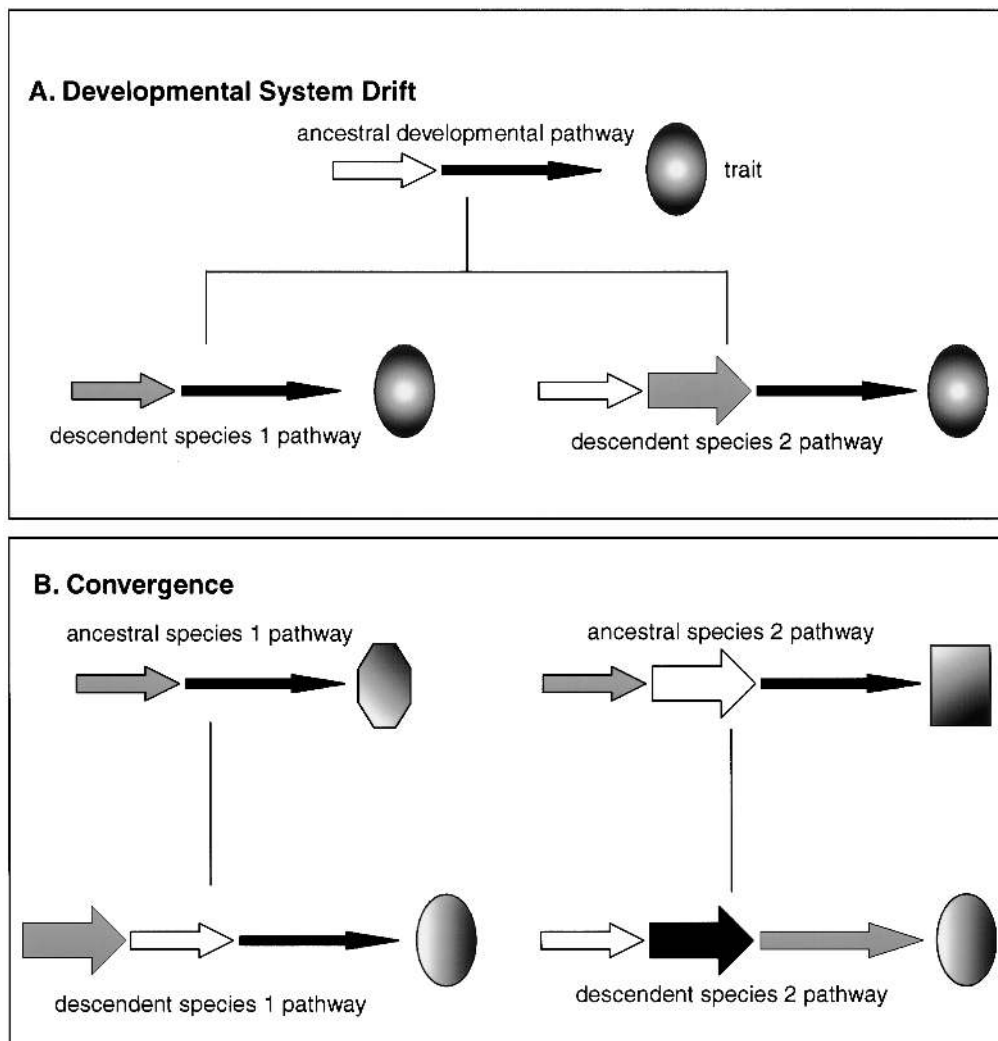 A. Developmental System Drift
ancestral developmental pathway
trait
descendent species 1 pathway
descendent species 2 pathway
B. Convergence
ancestral species 1 pathway
ancestral species 2 pathway
descendent species 1 pathway
descendent species 2 pathway